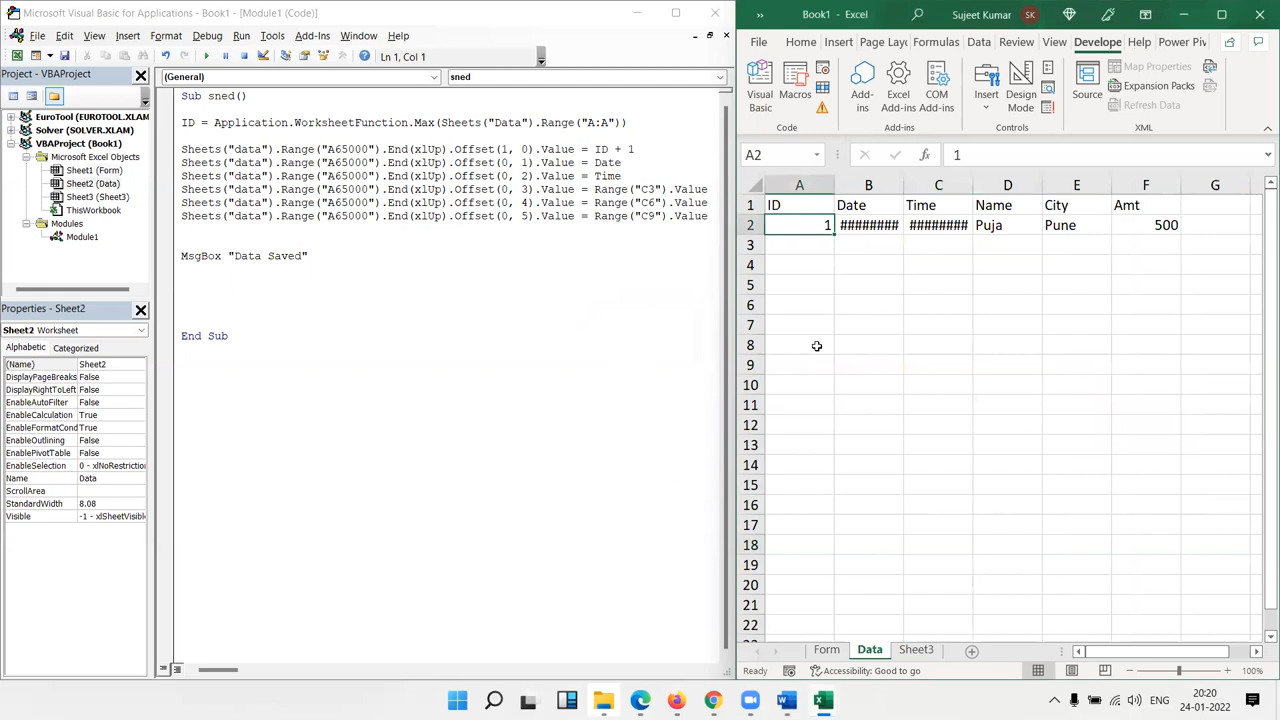 Microsoft Visual Basic for Applications - Book1 - [Module1 (Code)]
File Edit View Insert Format Debug Run Tools Add-Ins Window Help
Ln 1, Col 1
Project - VBAProject
EuroTool (EUROTOOL.XLAM
Solver (SOLVER.XLAM)
VBAProject (Book1)
Microsoft Excel Objects
Sheet1 (Form)
Sheet2 (Data)
Sheet3 (Sheet3)
ThisWorkbook
Modules
Module1
Properties - Sheet2
Sheet2 Worksheet
Alphabetic Categorized
(Name) Sheet2
DisplayPageBreaks False
DisplayRightToLeft False
EnableAutoFilter False
EnableCalculation True
EnableFormatCond True
EnableOutlining False
EnablePivotTable False
EnableSelection 0 - xlNoRestriction
Name Data
ScrollArea
StandardWidth 8.08
Visible -1 - xlSheetVisible
(General) sned
Sub sned()
ID = Application.WorksheetFunction.Max(Sheets("Data").Range("A:A"))
Sheets("data").Range("A65000").End(xlUp).Offset(1, 0).Value = ID + 1
Sheets("data").Range("A65000").End(xlUp).Offset(0, 1).Value = Date
Sheets("data").Range("A65000").End(xlUp).Offset(0, 2).Value = Time
Sheets("data").Range("A65000").End(xlUp).Offset(0, 3).Value = Range("C3").Value
Sheets("data").Range("A65000").End(xlUp).Offset(0, 4).Value = Range("C6").Value
Sheets("data").Range("A65000").End(xlUp).Offset(0, 5).Value = Range("C9").Value
MsgBox "Data Saved"
End Sub
Book1 - Excel Sujeet Kumar SK
File Home Insert Page Layc Formulas Data Review View Develope Help Power Piv
Visual Basic
Macros
Code
Add-ins
Excel Add-ins
COM Add-ins
Add-ins
Insert
Design Mode
Controls
Source
Map Properties
Expansion Packs
Refresh Data
XML
A2 fx 1
A B C D E F G
1 ID Date Time Name City Amt
2 1 ######## ######## Puja Pune 500
3
4
5
6
7
8
9
10
11
12
13
14
15
16
17
18
19
20
21
22
Form Data Sheet3
Ready Accessibility: Good to go 100%
ENG 20:20
24-01-2022